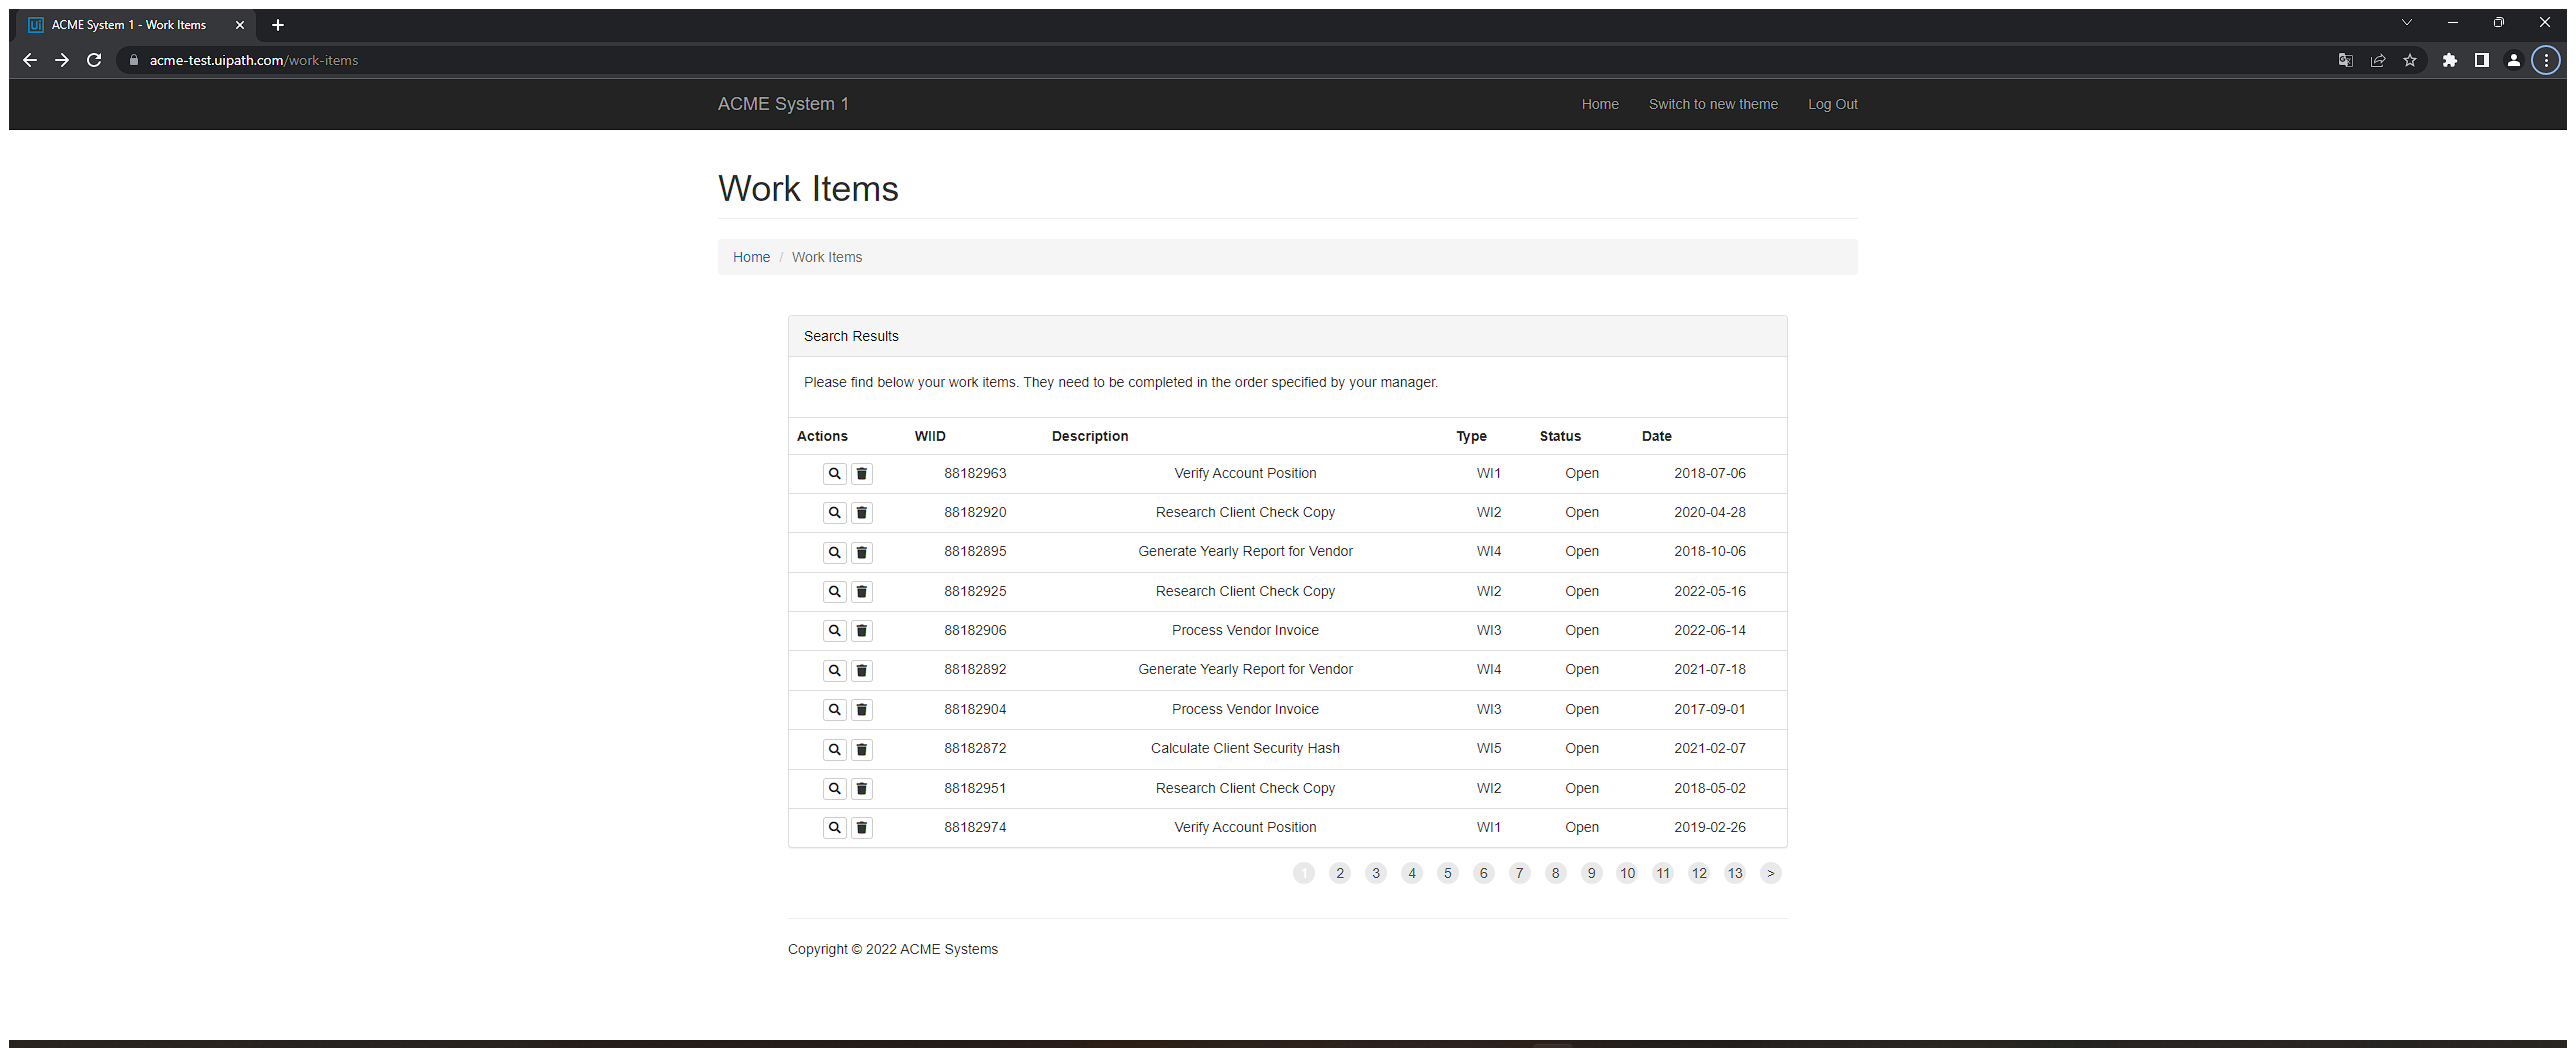 ACME System 1 - Work Items
acme-test.uipath.com/work-items
ACME System 1 Home Switch to new theme Log Out
Work Items
Home / Work Items
Search Results
Please find below your work items. They need to be completed in the order specified by your manager.
Actions WIID Description Type Status Date
88182963 Verify Account Position WI1 Open 2018-07-06
88182920 Research Client Check Copy WI2 Open 2020-04-28
88182895 Generate Yearly Report for Vendor WI4 Open 2018-10-06
88182925 Research Client Check Copy WI2 Open 2022-05-16
88182906 Process Vendor Invoice WI3 Open 2022-06-14
88182892 Generate Yearly Report for Vendor WI4 Open 2021-07-18
88182904 Process Vendor Invoice WI3 Open 2017-09-01
88182872 Calculate Client Security Hash WI5 Open 2021-02-07
88182951 Research Client Check Copy WI2 Open 2018-05-02
88182974 Verify Account Position WI1 Open 2019-02-26
1 2 3 4 5 6 7 8 9 10 11 12 13 >
Copyright © 2022 ACME Systems